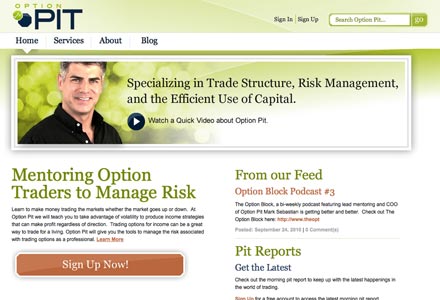 OPTION
PIT
Sign In | Sign Up
Search Option Pit...
go
Home
Services
About
Blog
Specializing in Trade Structure, Risk Management,
and the Efficient Use of Capital.
Watch a Quick Video about Option Pit.
Mentoring Option
Traders to Manage Risk
Learn to make money trading the markets whether the market goes up or down. At
Option Pit we will teach you to take advantage of volatility to produce income strategies
that can make profit regardless of direction. Trading options for income can be a great
way to trade for a living. Option Pit will give you the tools to manage the risk associated
with trading options as a professional. Learn More
Sign Up Now!
From our Feed
Option Block Podcast #3
The Option Block, a bi-weekly podcast featuring lead mentoring and COO
of Option Pit Mark Sebastian is getting better and better. Check out The
Option Block here: http://www.theopt
Posted: September 24, 2010 | 0 Comment(s)
Pit Reports
Get the Latest
Check out the morning pit report to keep up with the latest happenings in
the world of trading.
Sign Up for a free account to access the latest morning pit report